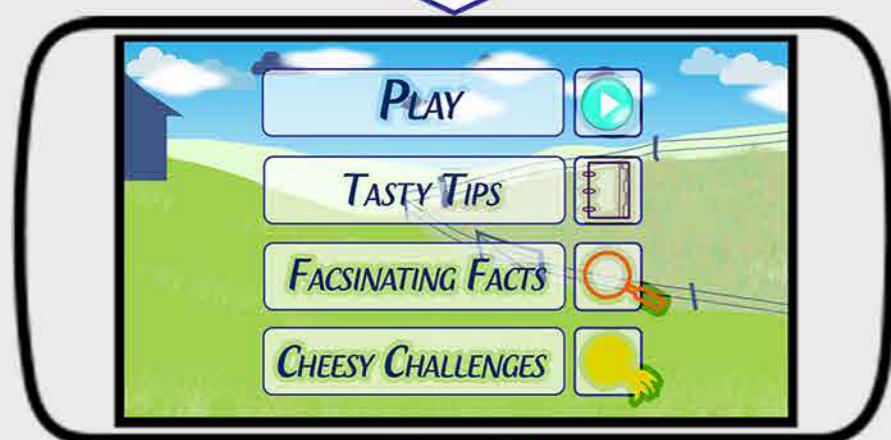 PLAY
TASTY TIPS
FACSINATING FACTS
CHEESY CHALLENGES